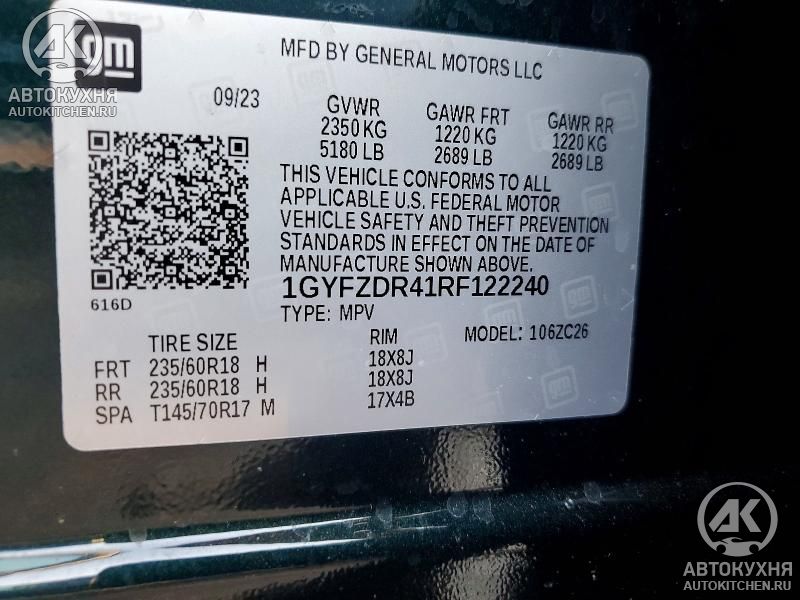 gm
MFD BY GENERAL MOTORS LLC
09/23
GVWR GAWR FRT GAWR RR
2350 KG 1220 KG 1220 KG
5180 LB 2689 LB 2689 LB
THIS VEHICLE CONFORMS TO ALL
APPLICABLE U.S. FEDERAL MOTOR
VEHICLE SAFETY AND THEFT PREVENTION
STANDARDS IN EFFECT ON THE DATE OF
MANUFACTURE SHOWN ABOVE.
616D
1GYFZDR41RF122240
TYPE: MPV MODEL: 106ZC26
TIRE SIZE RIM
FRT 235/60R18 H 18X8J
RR 235/60R18 H 18X8J
SPA T145/70R17 M 17X4B
АК
АВТОКУХНЯ
AUTOKITCHEN.RU
АК
АВТОКУХНЯ
AUTOKITCHEN.RU